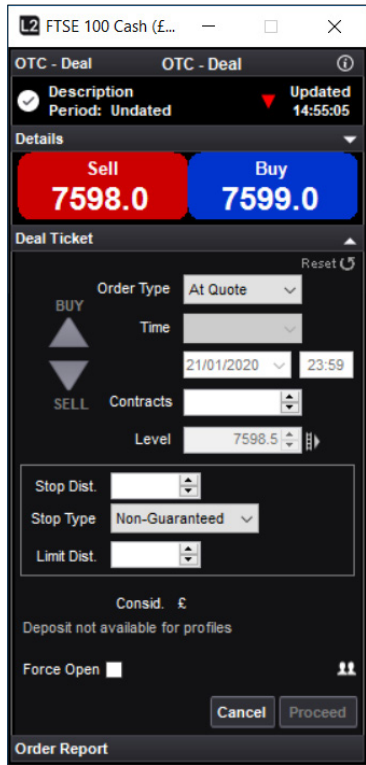 L2 FTSE 100 Cash (£...
OTC - Deal OTC - Deal
Description Updated
Period: Undated 14:55:05
Details
Sell Buy
7598.0 7599.0
Deal Ticket
Reset
Order Type At Quote
BUY
Time
21/01/2020 23:59
SELL Contracts
Level 7598.5
Stop Dist.
Stop Type Non-Guaranteed
Limit Dist.
Consid. £
Deposit not available for profiles
Force Open
Cancel Proceed
Order Report